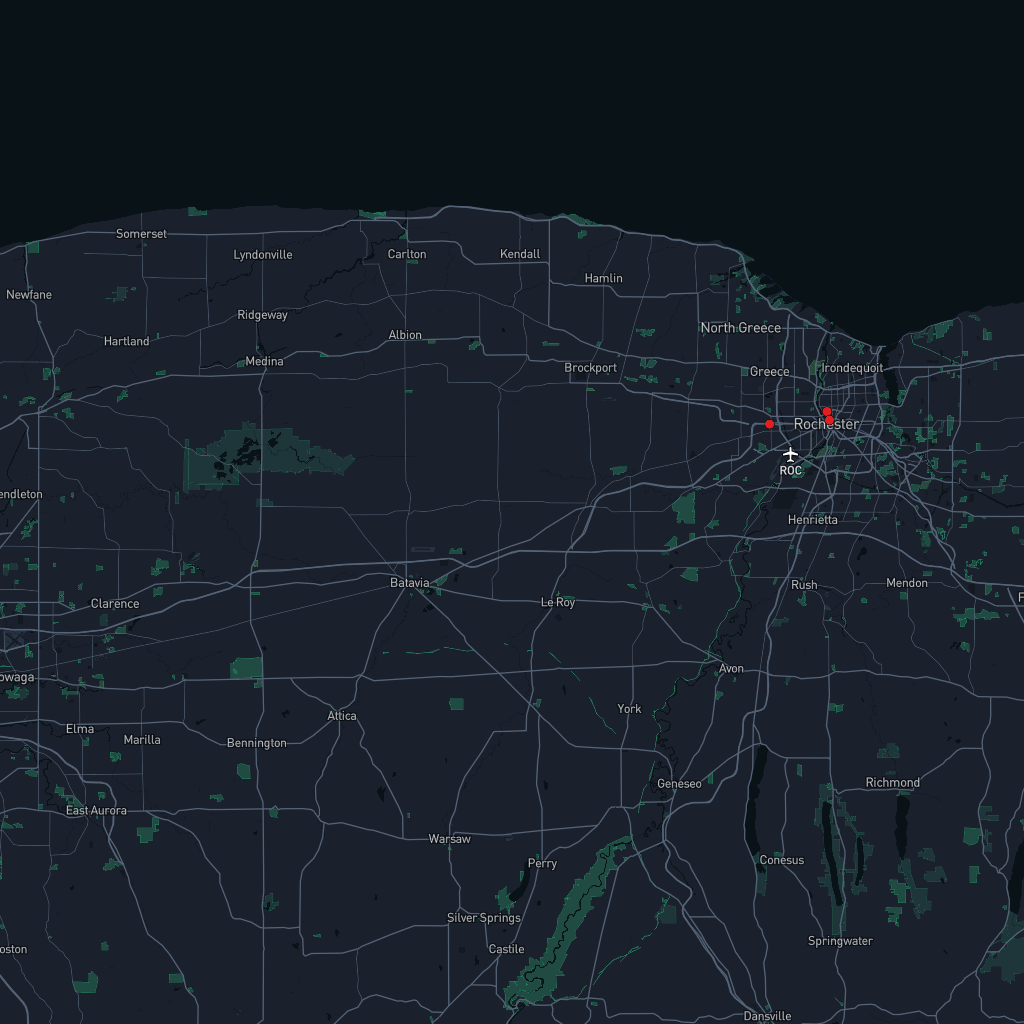 Somerset
Lyndonville
Carlton
Kendall
Hamlin
Newfane
Ridgeway
North Greece
Hartland
Albion
Medina
Brockport
Greece
Irondequoit
Rochester
ROC
endleton
Henrietta
Batavia
Rush
Mendon
Clarence
Le Roy
F
owaga
Avon
York
Attica
Elma
Marilla
Bennington
Geneseo
Richmond
East Aurora
Warsaw
Perry
Conesus
Silver Springs
Castile
Springwater
oston
Dansville